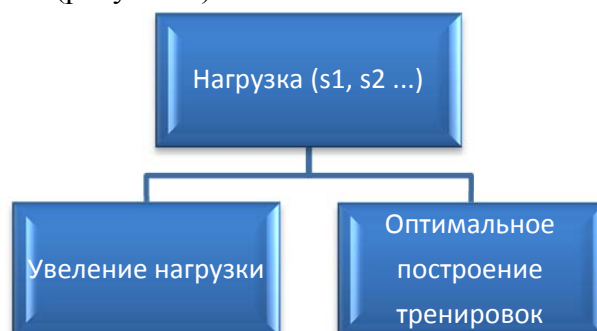 Нагрузка (s1, s2 ...)
Увеление нагрузки
Оптимальное
построение
тренировок